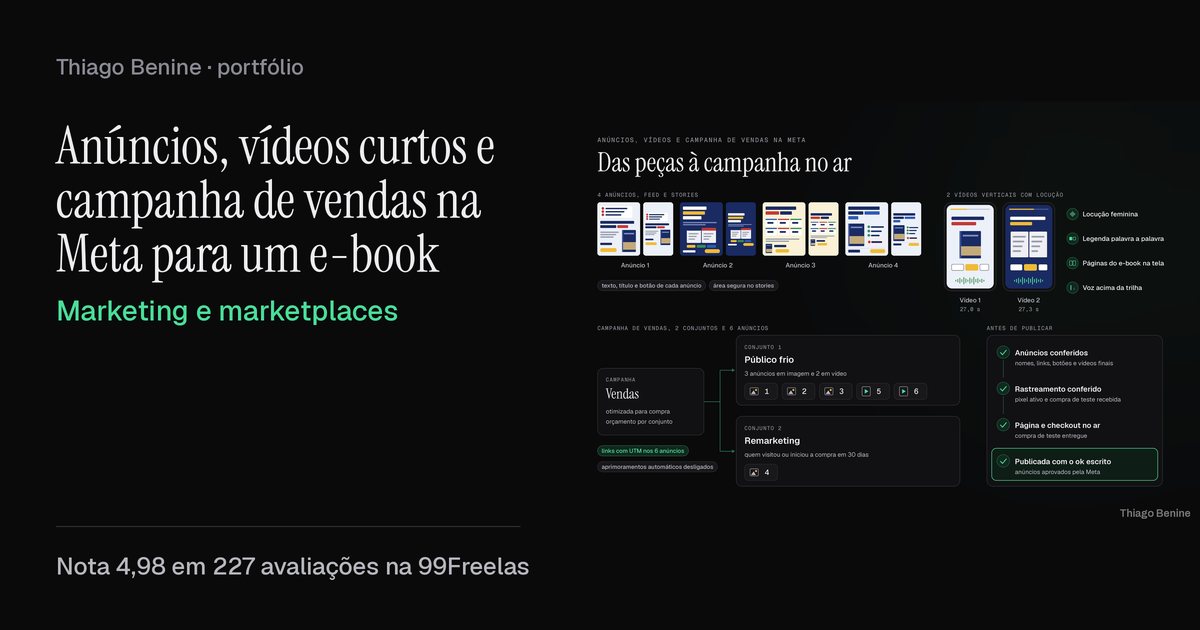 Thiago Benine · portfólio
Anúncios, vídeos curtos e
campanha de vendas na
Meta para um e-book
Marketing e marketplaces
Nota 4,98 em 227 avaliações na 99Freelas
ANÚNCIOS, VÍDEOS E CAMPANHA DE VENDAS NA META
Das peças à campanha no ar
4 ANÚNCIOS, FEED E STORIES
Anúncio 1
Anúncio 2
Anúncio 3
Anúncio 4
texto, título e botão de cada anúncio
área segura no stories
2 VÍDEOS VERTICAIS COM LOCUÇÃO
Vídeo 1
27,0 s
Vídeo 2
27,3 s
Locução feminina
Legenda palavra a palavra
Páginas do e-book na tela
Voz acima da trilha
CAMPANHA DE VENDAS, 2 CONJUNTOS E 6 ANÚNCIOS
CAMPANHA
Vendas
otimizada para compra
orçamento por conjunto
links com UTM nos 6 anúncios
aprimoramentos automáticos desligados
CONJUNTO 1
Público frio
3 anúncios em imagem e 2 em vídeo
1 2 3 5 6
CONJUNTO 2
Remarketing
quem visitou ou iniciou a compra em 30 dias
4
ANTES DE PUBLICAR
Anúncios conferidos
nomes, links, botões e vídeos finais
Rastreamento conferido
pixel ativo e compra de teste recebida
Página e checkout no ar
compra de teste entregue
Publicada com o ok escrito
anúncios aprovados pela Meta
Thiago Benine